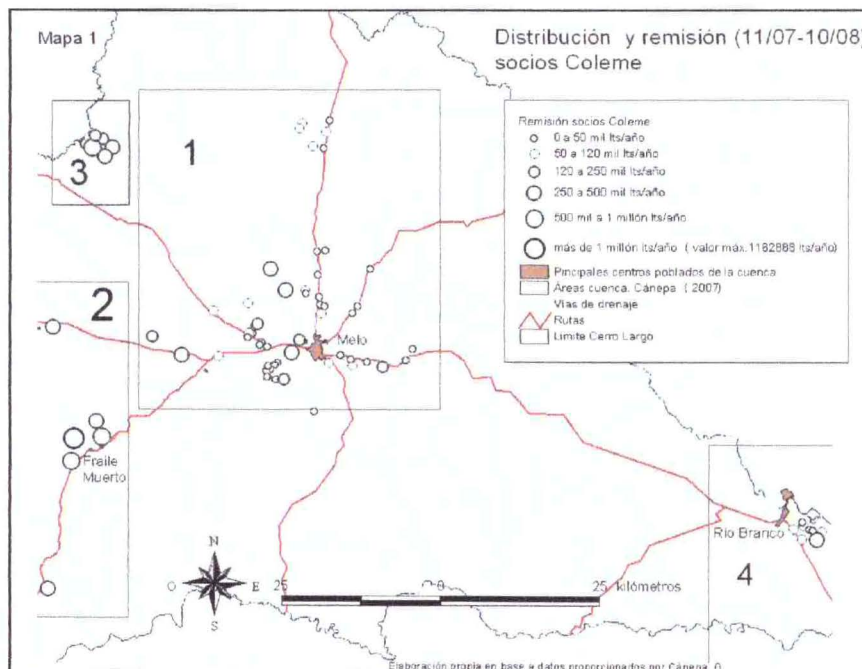 Mapa 1
Distribución y remisión (11/07-10/08)
socios Coleme
Remisión socios Coleme
0 a 50 mil lts/año
50 a 120 mil lts/año
120 a 250 mil lts/año
250 a 500 mil lts/año
500 mil a 1 millón lts/año
más de 1 millón lts/año ( valor máx.1182888 lts/año)
Pincipales centros poblados de la cuenca
Áreas cuenca. Cánepa ( 2007)
Vias de drenaje
Rutas
Limite Cerro Largo
1
3
2
Melo
Fraile
Muerto
Rio Branco
4
N
O
E
S
25
0
25
kilómetros
Elaboración propia en base a datos proporcionados por Cánepa, G